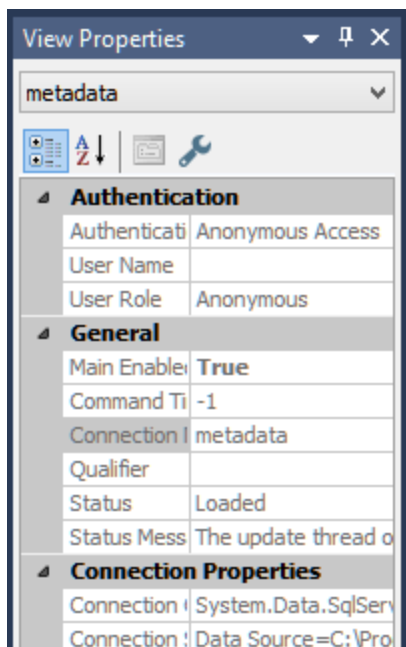 View Properties
metadata
Authentication
Authenticati Anonymous Access
User Name
User Role Anonymous
General
Main Enable True
Command Ti -1
Connection metadata
Qualifier
Status Loaded
Status Mess The update thread o
Connection Properties
Connection System.Data.SqlServ
Connection Data Source=C:\Pro